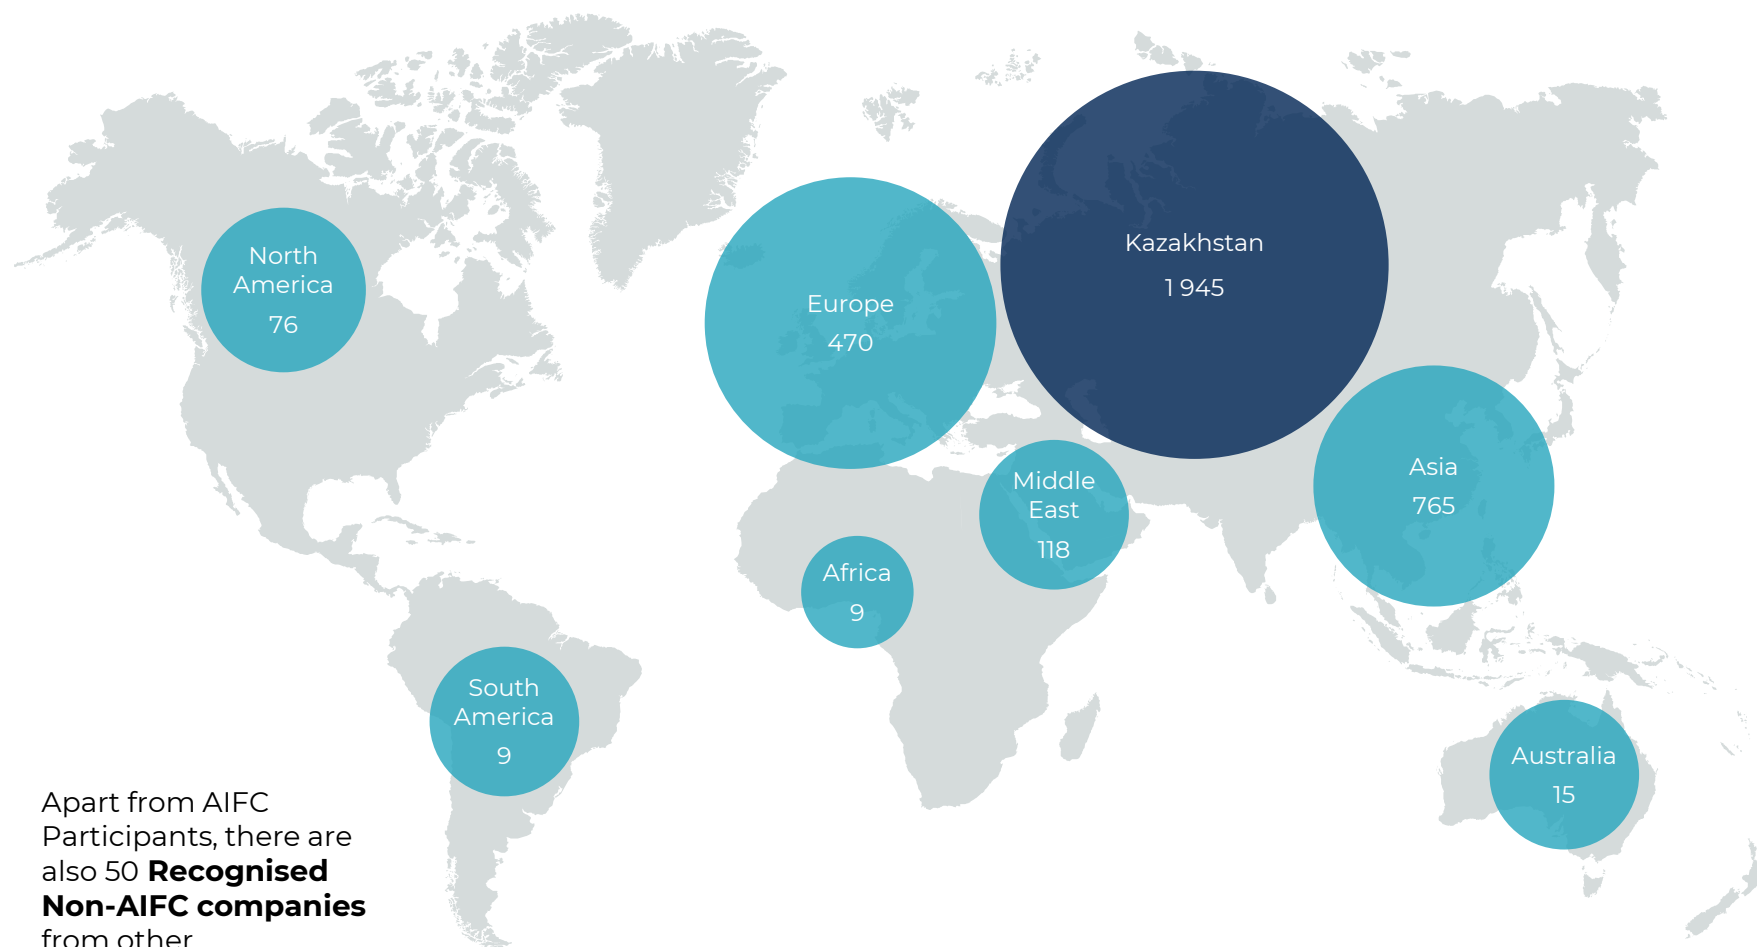 North
America
76
Europe
470
Kazakhstan
1 945
Middle
East
118
Asia
765
Africa
9
South
America
9
Australia
15
Apart from AIFC
Participants, there are
also 50 Recognised
Non-AIFC companies
from other